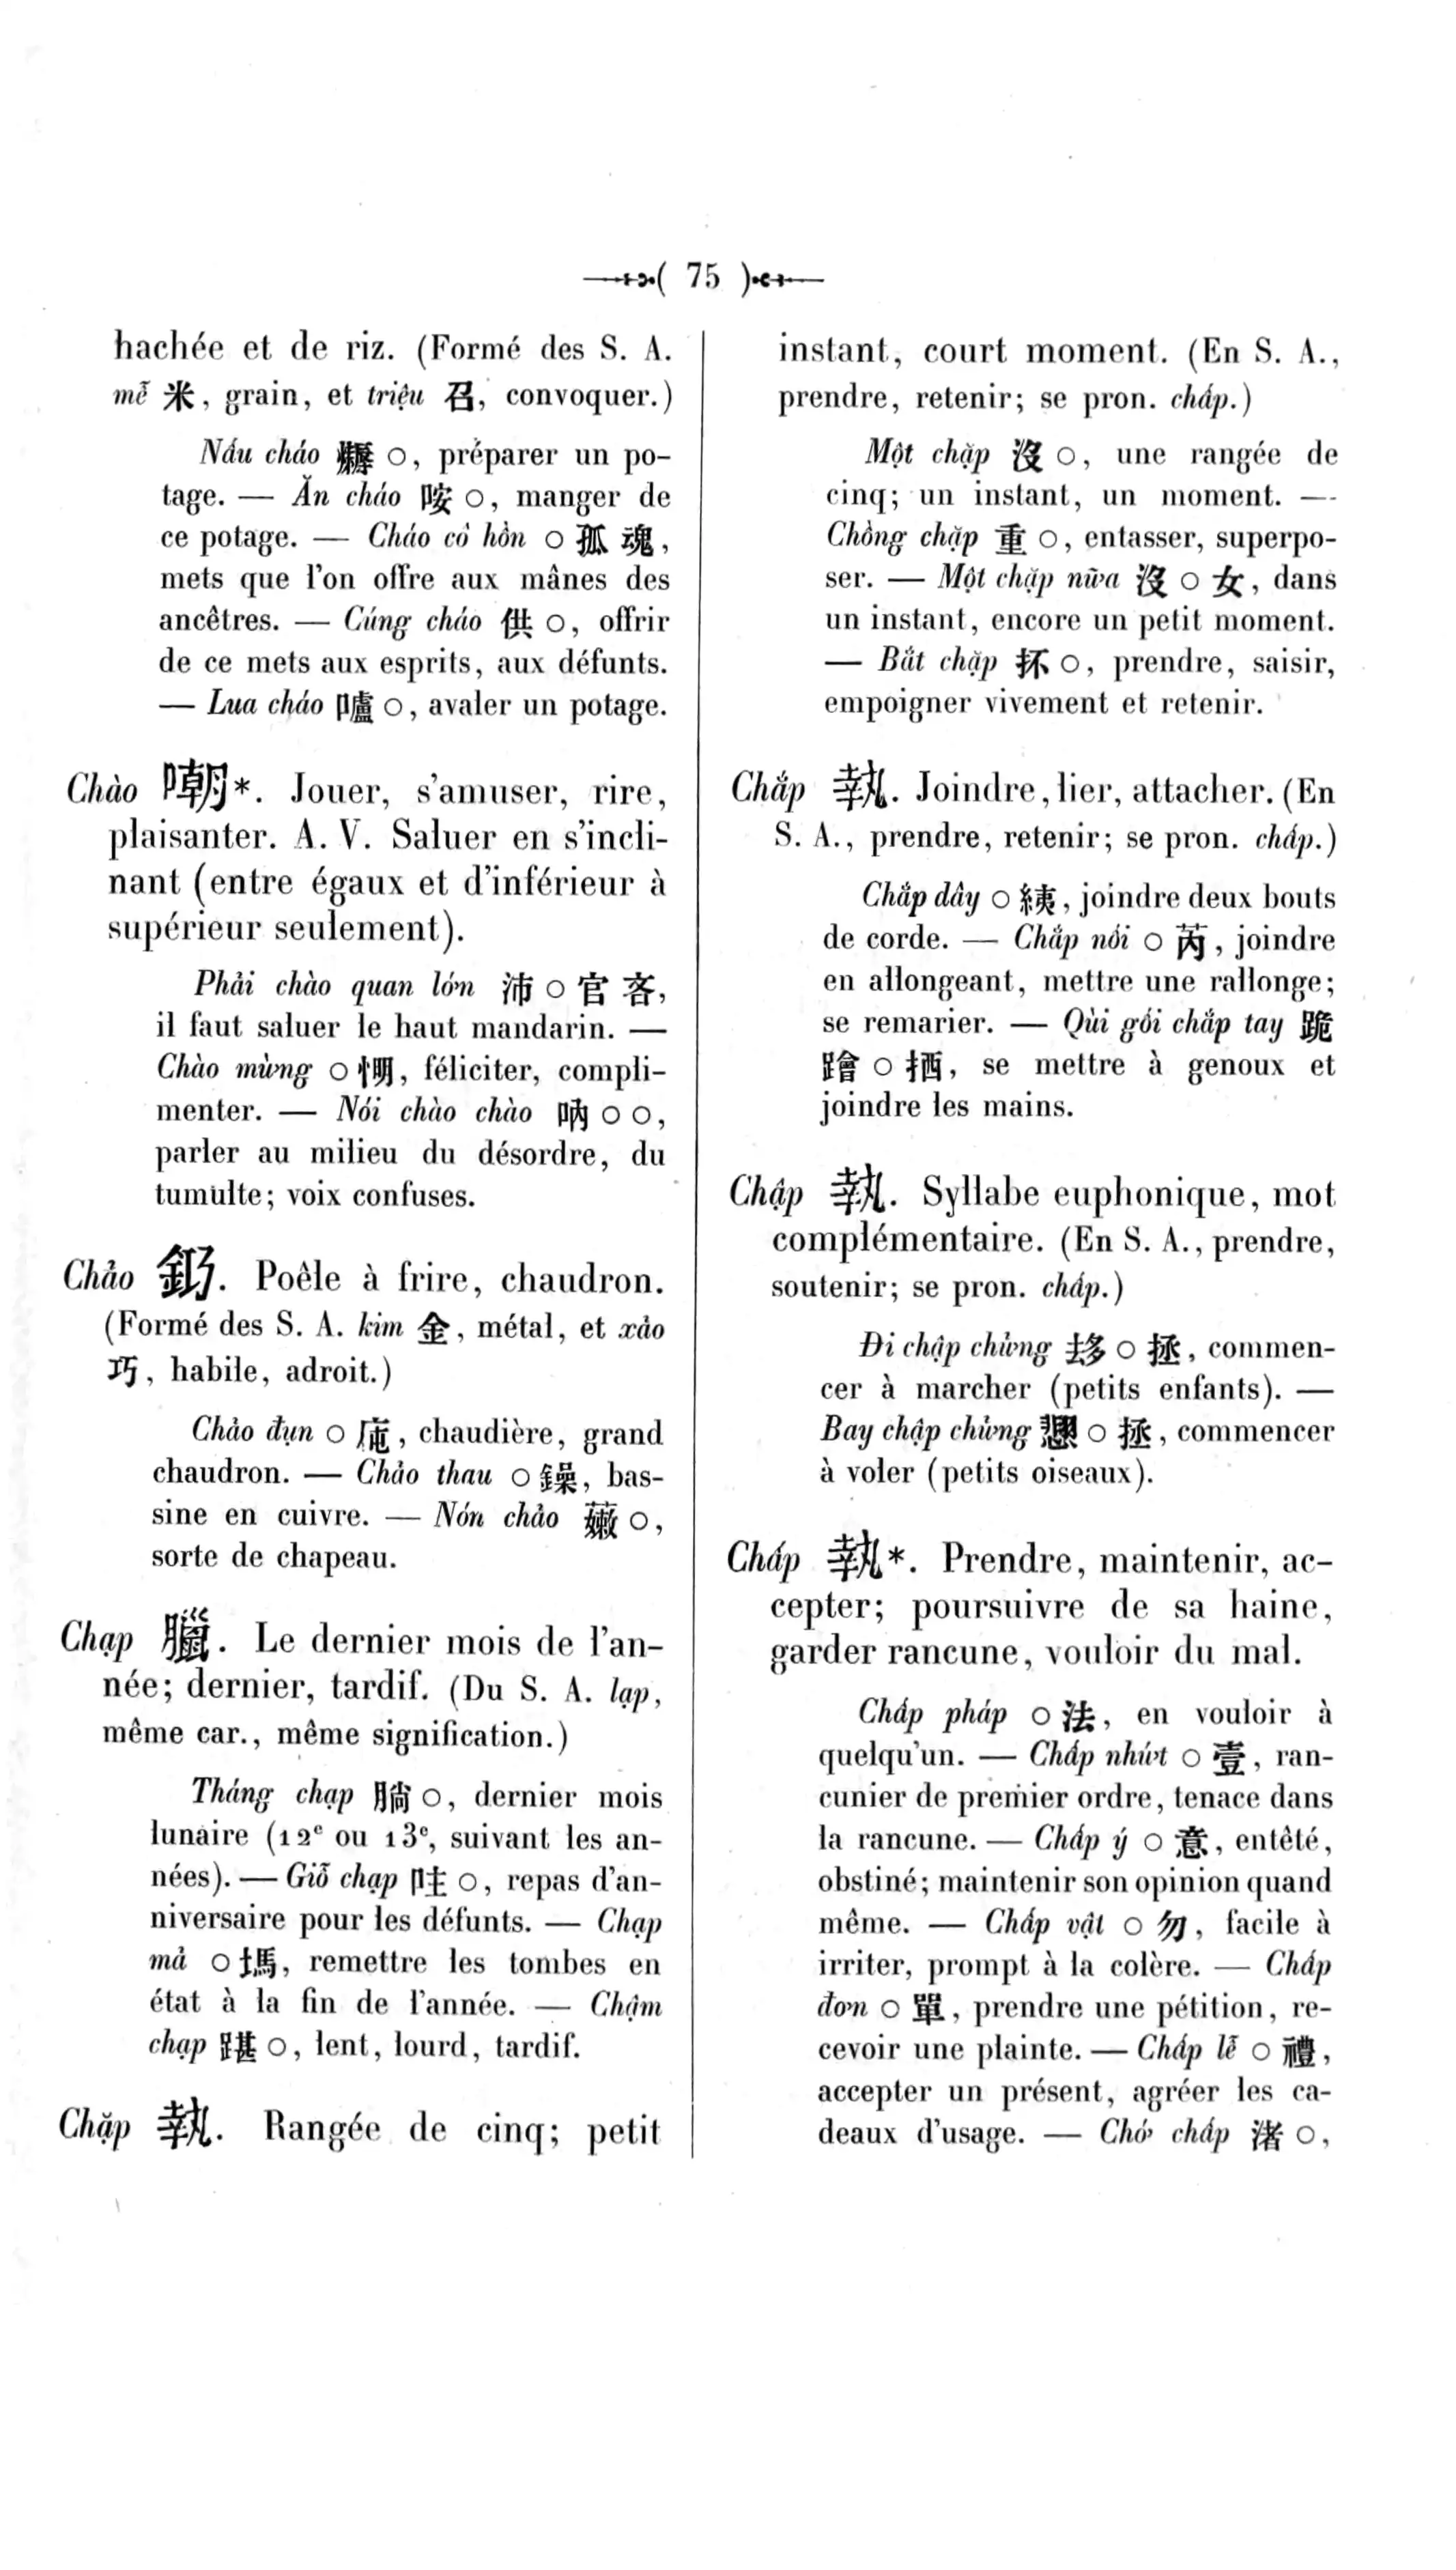 ( 75 )
hachée et de riz. (Formé des S. A.
mễ 米, grain, et triệu 召, convoquer.)
Nấu cháo ○, préparer un po-
tage. — Ăn cháo 咹 ○, manger de
ce potage. — Cháo cô hồn ○ 孤 魂,
mets que l'on offre aux mânes des
ancêtres. — Cúng cháo 供 ○, offrir
de ce mets aux esprits, aux défunts.
— Lua cháo 嚧 ○, avaler un potage.
Chào 嘲*. Jouer, s'amuser, rire,
plaisanter. A. V. Saluer en s'incli-
nant (entre égaux et d'inférieur à
supérieur seulement).
Phải chào quan lớn 沛 ○ 官 吝,
il faut saluer le haut mandarin. —
Chào mừng ○ 𢜠, féliciter, compli-
menter. — Nói chào chào 吶 ○ ○,
parler au milieu du désordre, du
tumulte; voix confuses.
Chảo. Poêle à frire, chaudron.
(Formé des S. A. kim 金, métal, et xảo
巧, habile, adroit.)
Chảo đụn ○ 庉, chaudière, grand
chaudron. — Chảo thau ○ 鐰, bas-
sine en cuivre. — Nón chảo ○,
sorte de chapeau.
Chạp 臘. Le dernier mois de l'an-
née; dernier, tardif. (Du S. A. lạp,
même car., même signification.)
Tháng chạp ○, dernier mois
lunaire (12e ou 13e, suivant les an-
nées). — Giỗ chạp ○, repas d'an-
niversaire pour les défunts. — Chạp
mả ○ 塢, remettre les tombes en
état à la fin de l'année. — Chậm
chạp 踸 ○, lent, lourd, tardif.
Chặp 執. Rangée de cinq; petit
instant, court moment. (En S. A.,
prendre, retenir; se pron. chấp.)
Một chặp 沒 ○, une rangée de
cinq; un instant, un moment. —
Chồng chặp 重 ○, entasser, superpo-
ser. — Một chặp nữa 沒 ○ 女, dans
un instant, encore un petit moment.
— Bắt chặp 抔 ○, prendre, saisir,
empoigner vivement et retenir.
Chắp 執. Joindre, lier, attacher. (En
S. A., prendre, retenir; se pron. chấp.)
Chắp dây ○ 𦀊, joindre deux bouts
de corde. — Chắp nối ○ 芮, joindre
en allongeant, mettre une rallonge;
se remarier. — Qùi gối chắp tay 跪
○ 拪, se mettre à genoux et
joindre les mains.
Chập 執. Syllabe euphonique, mot
complémentaire. (En S. A., prendre,
soutenir; se pron. chấp.)
Đi chập chửng 𠫾 ○ 拯, commen-
cer à marcher (petits enfants). —
Bay chập chửng ○ 拯, commencer
à voler (petits oiseaux).
Chấp 執*. Prendre, maintenir, ac-
cepter; poursuivre de sa haine,
garder rancune, vouloir du mal.
Chấp pháp ○ 法, en vouloir à
quelqu'un. — Chấp nhứt ○ 壹, ran-
cunier de premier ordre, tenace dans
la rancune. — Chấp ý ○ 意, entêté,
obstiné; maintenir son opinion quand
même. — Chấp vật ○ 勿, facile à
irriter, prompt à la colère. — Chấp
đơn ○ 單, prendre une pétition, re-
cevoir une plainte. — Chấp lễ ○ 禮,
accepter un présent, agréer les ca-
deaux d'usage. — Chớ chấp 渚 ○,